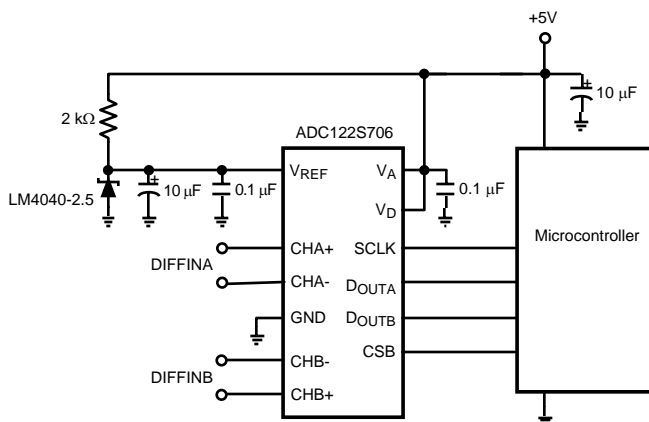 +5V
10 µF
2 kΩ
ADC122S706
VREF
VA
10 µF
0.1 µF
0.1 µF
LM4040-2.5
VD
Microcontroller
CHA+
SCLK
DIFFINA
CHA-
DOUTA
GND
DOUTB
CSB
CHB-
DIFFINB
CHB+